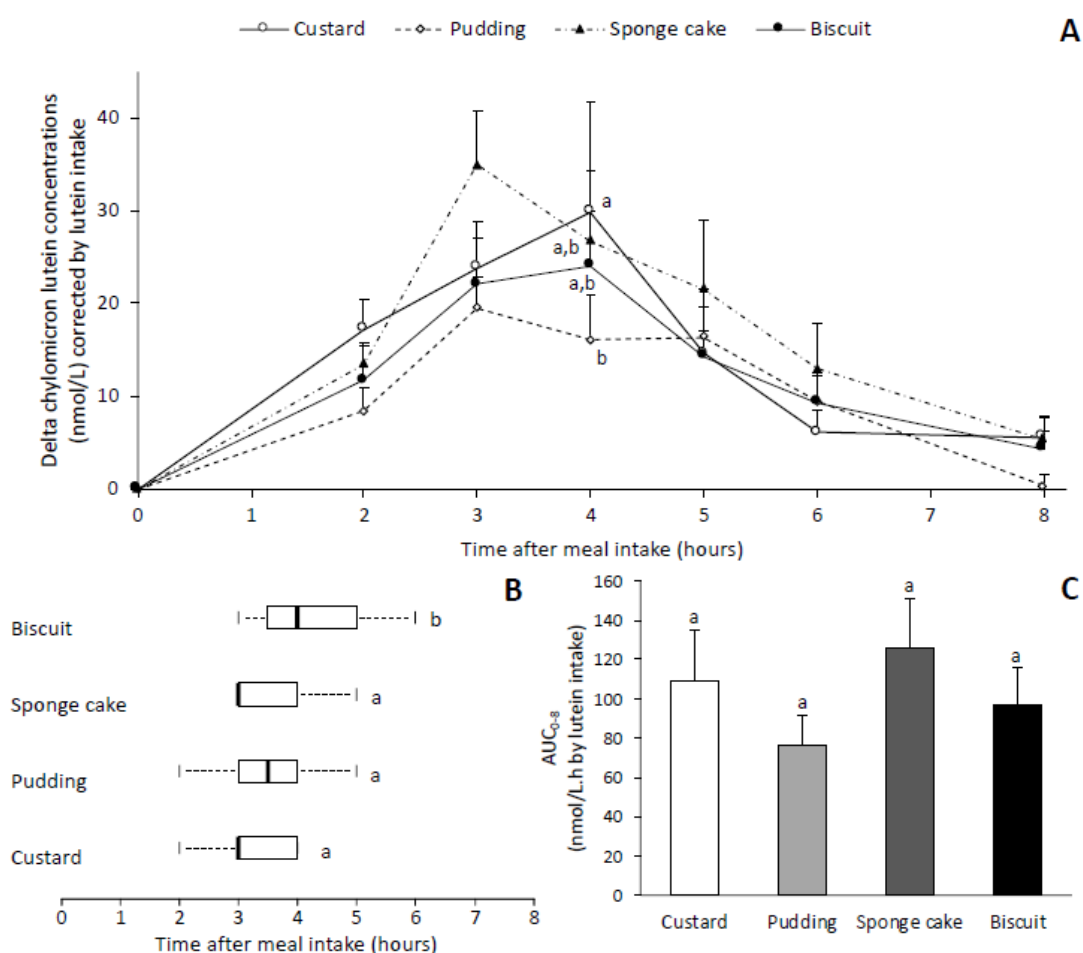 Custard Pudding Sponge cake Biscuit A
Delta chylomicron lutein concentrations
(nmol/L) corrected by lutein intake
40
30
20
10
0
a
a,b
a,b
b
0 1 2 3 4 5 6 7 8
Time after meal intake (hours)
B
Biscuit b
Sponge cake a
Pudding a
Custard a
0 1 2 3 4 5 6 7 8
Time after meal intake (hours)
C
AUC0-8
(nmol/L.h by lutein intake)
160
140
120
100
80
60
40
20
0
a a a a
Custard Pudding Sponge cake Biscuit